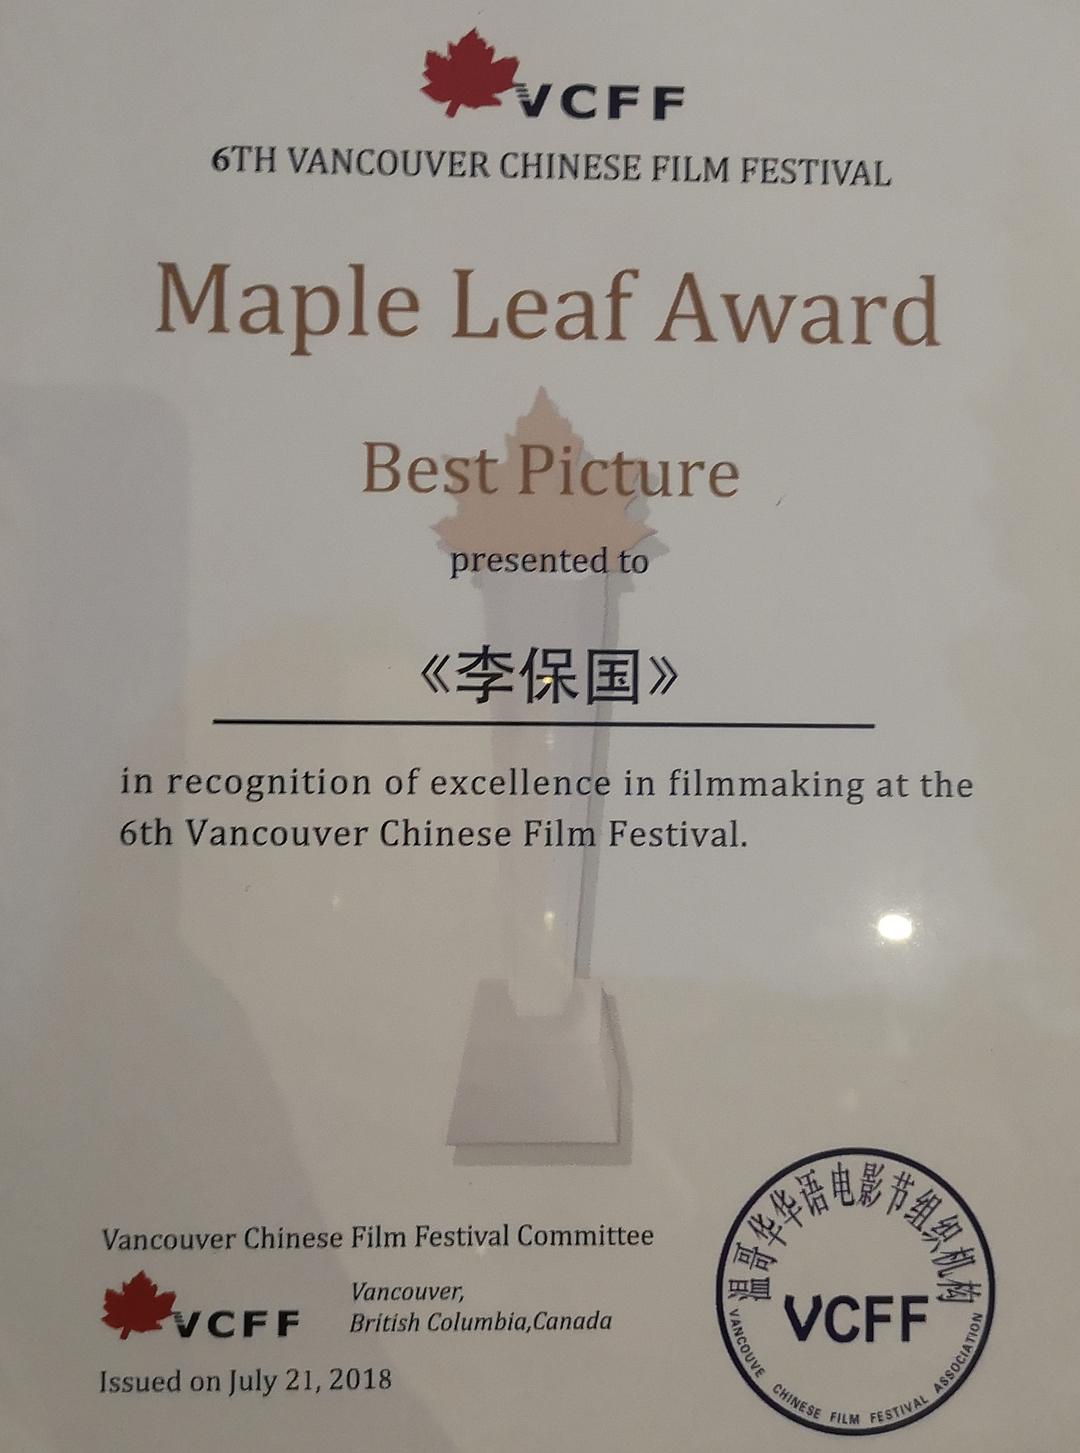 VCFF
6TH VANCOUVER CHINESE FILM FESTIVAL
Maple Leaf Award
Best Picture
presented to
《李保国》
in recognition of excellence in filmmaking at the
6th Vancouver Chinese Film Festival.
Vancouver Chinese Film Festival Committee
VCFF
Vancouver,
British Columbia,Canada
Issued on July 21, 2018
温哥华华语电影节组织机构
VCFF
VANCOUVE CHINESE FILM FESTIVAL ASSOCIATION